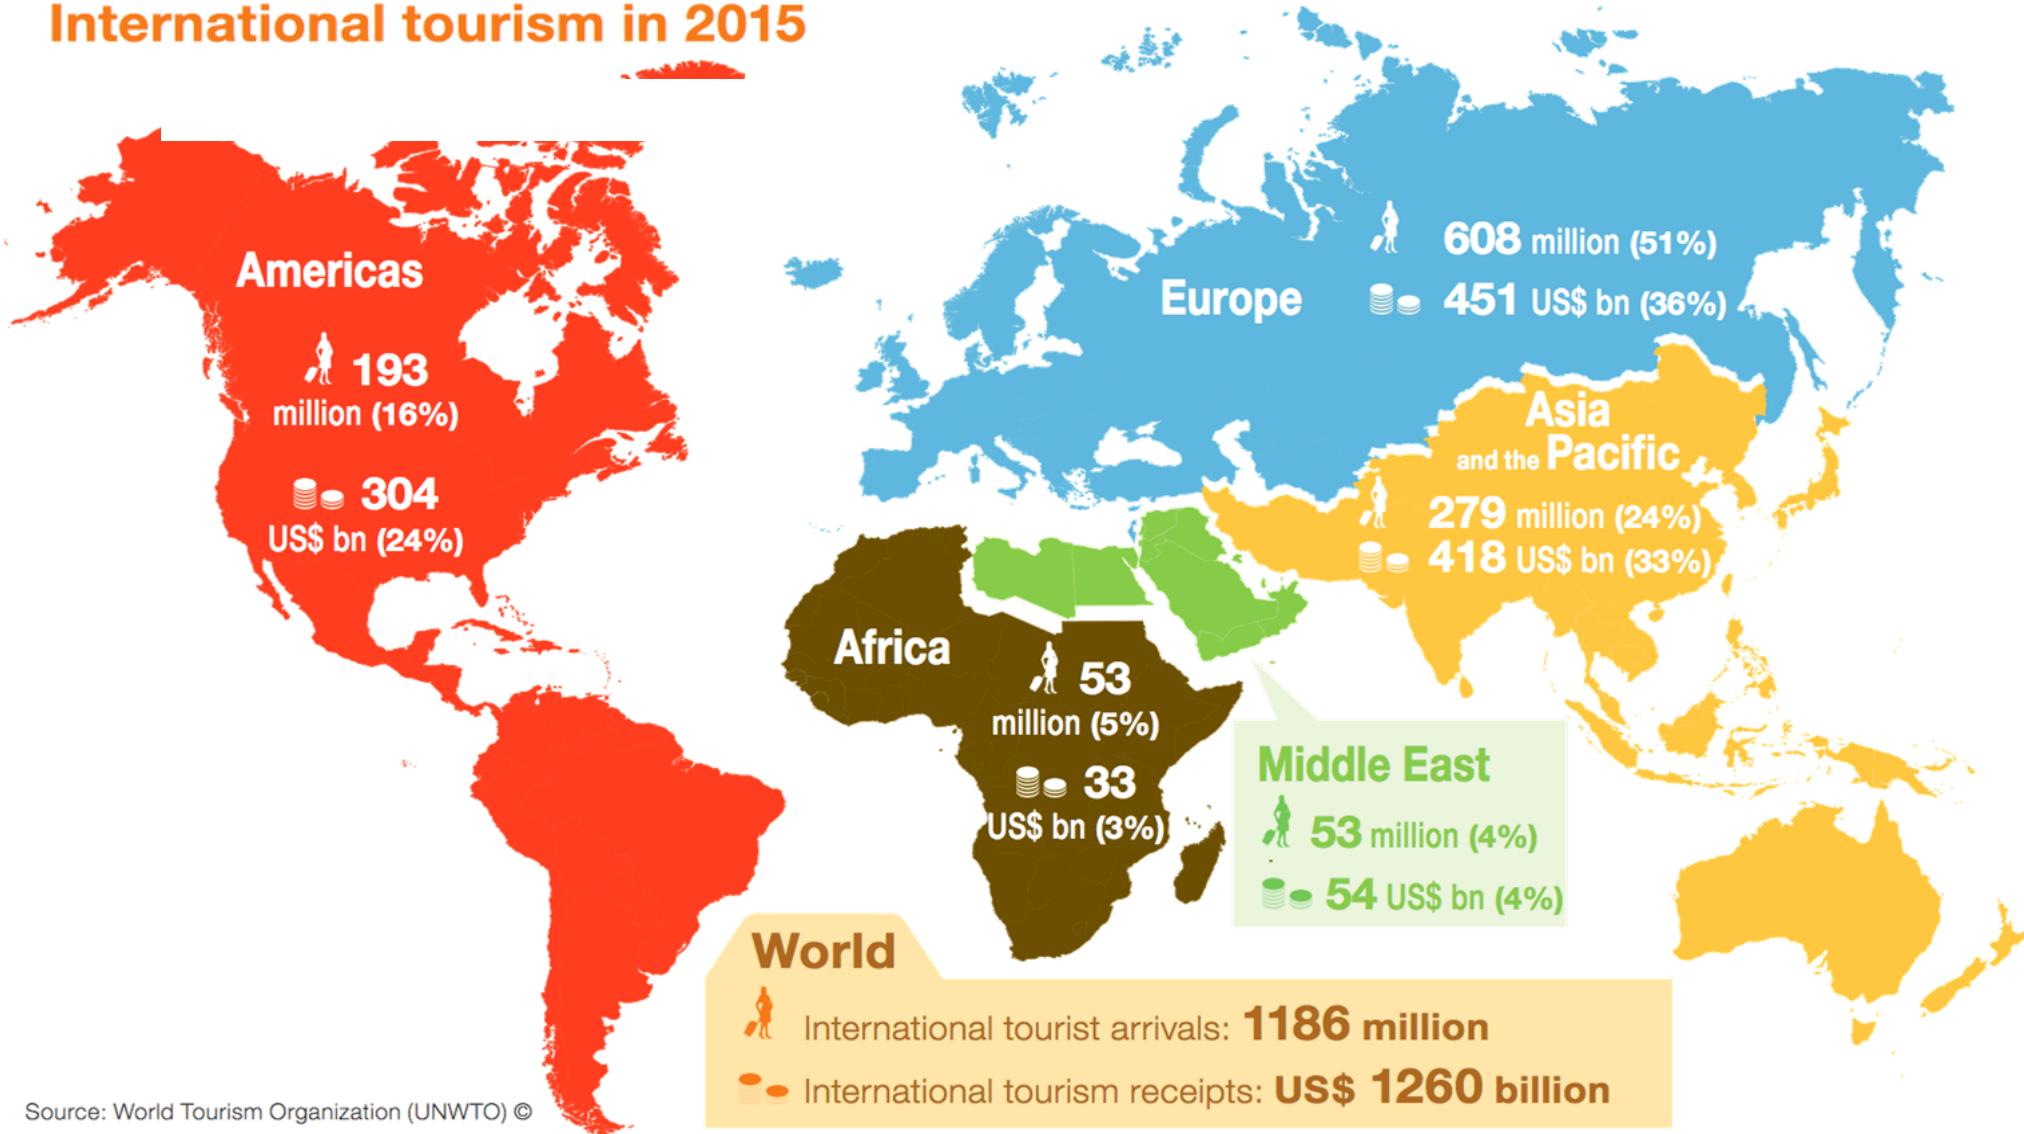 International tourism in 2015
Americas
193
million (16%)
304
US$ bn (24%)
Europe
608 million (51%)
451 US$ bn (36%)
Asia
and the Pacific
279 million (24%)
418 US$ bn (33%)
Africa
53
million (5%)
33
US$ bn (3%)
Middle East
53 million (4%)
54 US$ bn (4%)
World
International tourist arrivals: 1186 million
International tourism receipts: US$ 1260 billion
Source: World Tourism Organization (UNWTO) ©